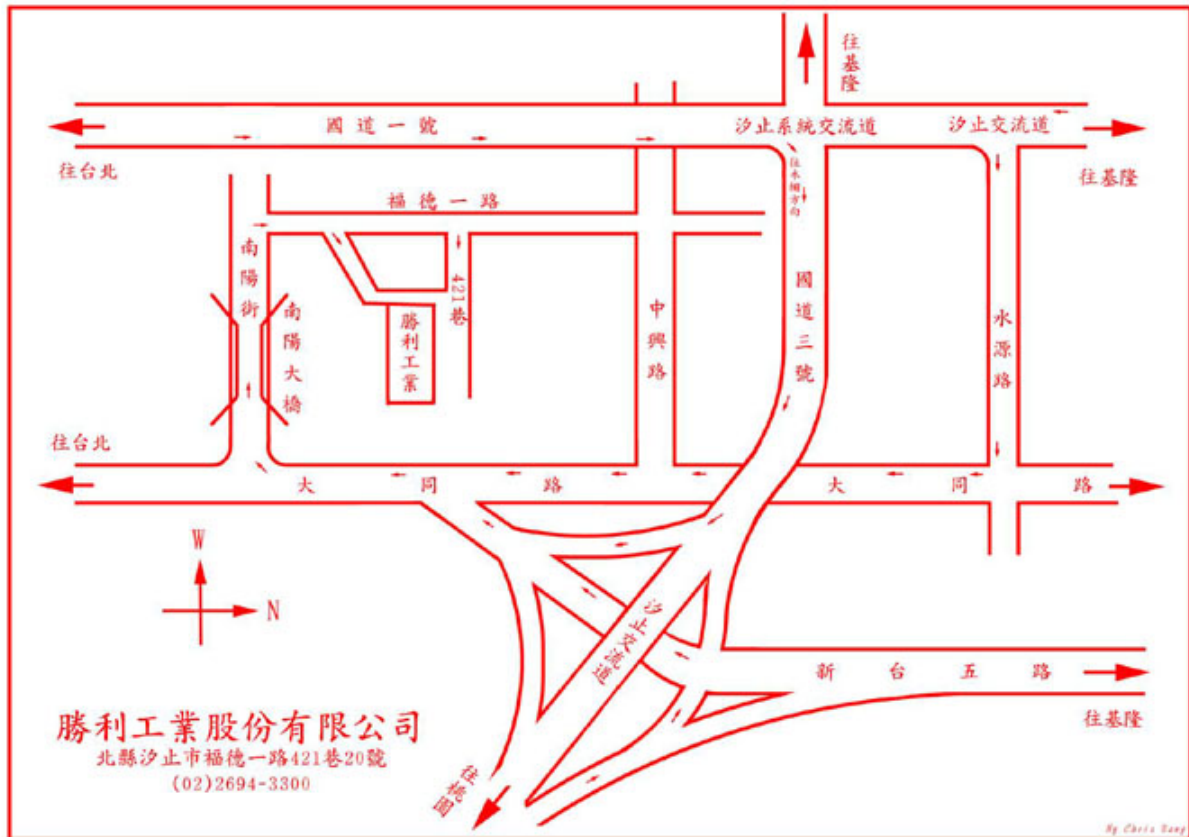 往基隆
國道一號
汐止系統交流道
汐止交流道
往台北
往木柵方向
往基隆
福德一路
南陽街
南陽大橋
421巷
勝利工業
中興路
國道三號
水源路
往台北
大同路
大同路
W
N
汐止交流道
新台五路
往基隆
往桃園
勝利工業股份有限公司
北縣汐止市福德一路421巷20號
(02)2694-3300
By Chris Yang